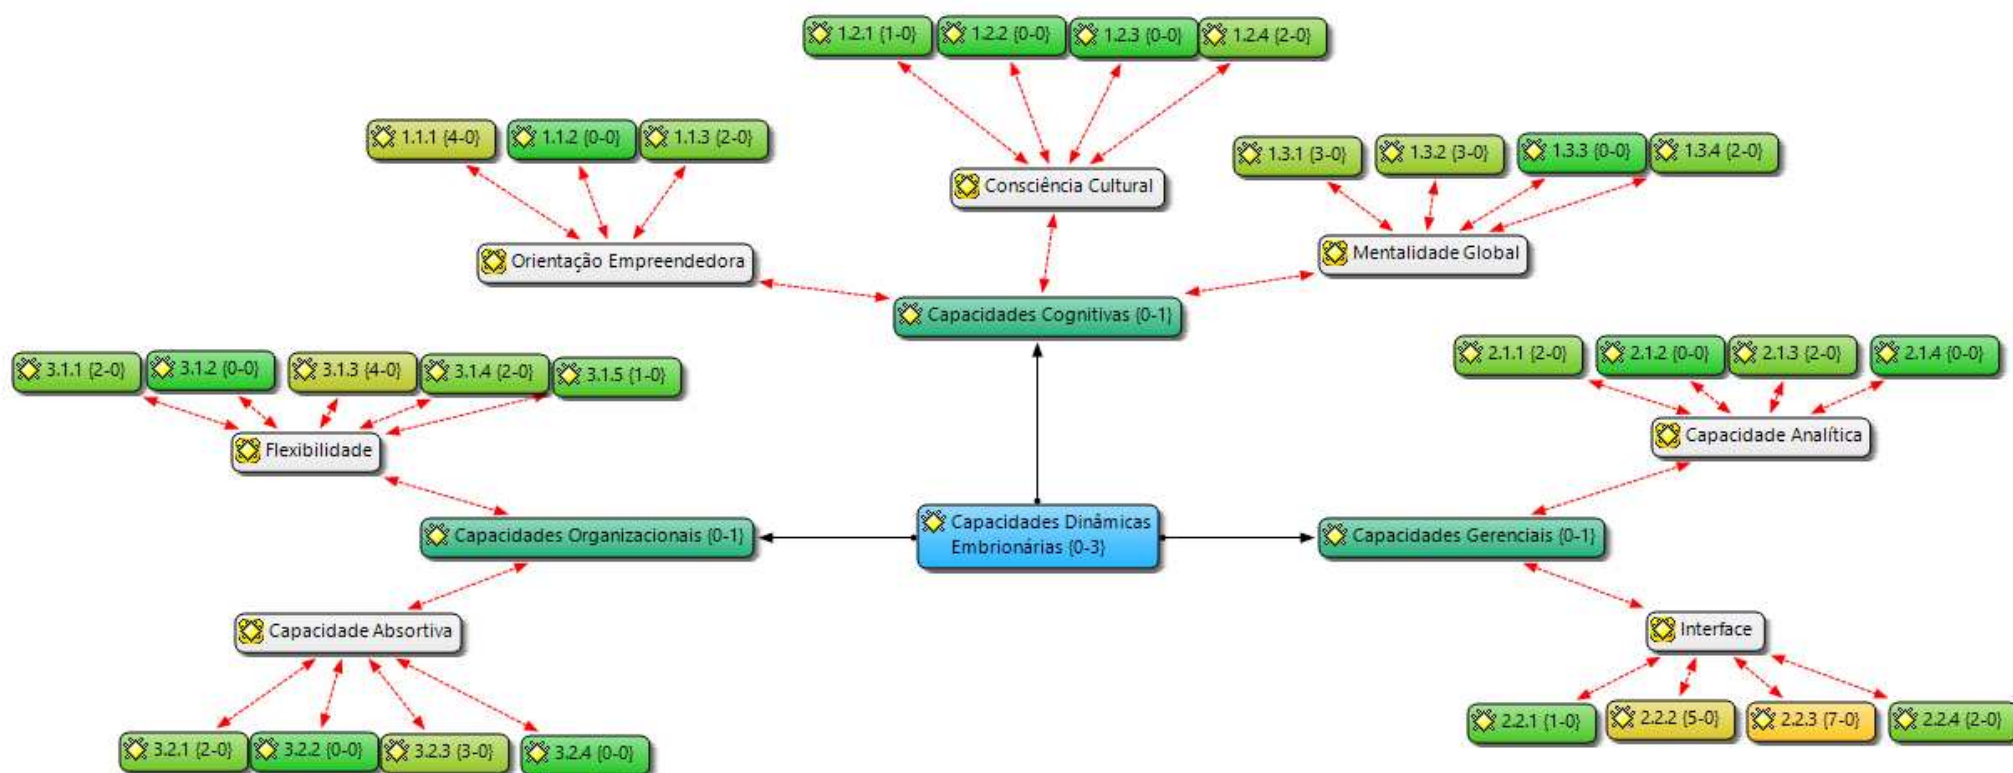 1.2.1 {1-0}
1.2.2 {0-0}
1.2.3 {0-0}
1.2.4 {2-0}
1.1.1 {4-0}
1.1.2 {0-0}
1.1.3 {2-0}
1.3.1 {3-0}
1.3.2 {3-0}
1.3.3 {0-0}
1.3.4 {2-0}
Consciência Cultural
Orientação Empreendedora
Mentalidade Global
Capacidades Cognitivas {0-1}
3.1.1 {2-0}
3.1.2 {0-0}
3.1.3 {4-0}
3.1.4 {2-0}
3.1.5 {1-0}
2.1.1 {2-0}
2.1.2 {0-0}
2.1.3 {2-0}
2.1.4 {0-0}
Flexibilidade
Capacidade Analítica
Capacidades Organizacionais {0-1}
Capacidades Dinâmicas
Embrionárias {0-3}
Capacidades Gerenciais {0-1}
Capacidade Absortiva
Interface
3.2.1 {2-0}
3.2.2 {0-0}
3.2.3 {3-0}
3.2.4 {0-0}
2.2.1 {1-0}
2.2.2 {5-0}
2.2.3 {7-0}
2.2.4 {2-0}